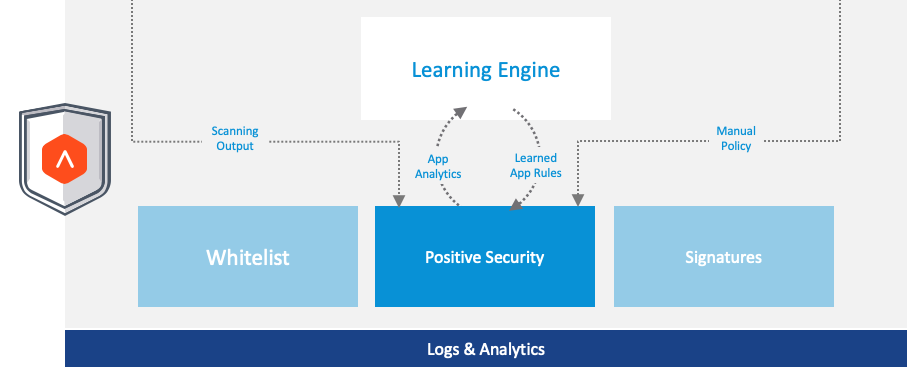 Learning Engine
Scanning
Output
Manual
Policy
App
Analytics
Learned
App Rules
Whitelist
Positive Security
Signatures
Logs & Analytics